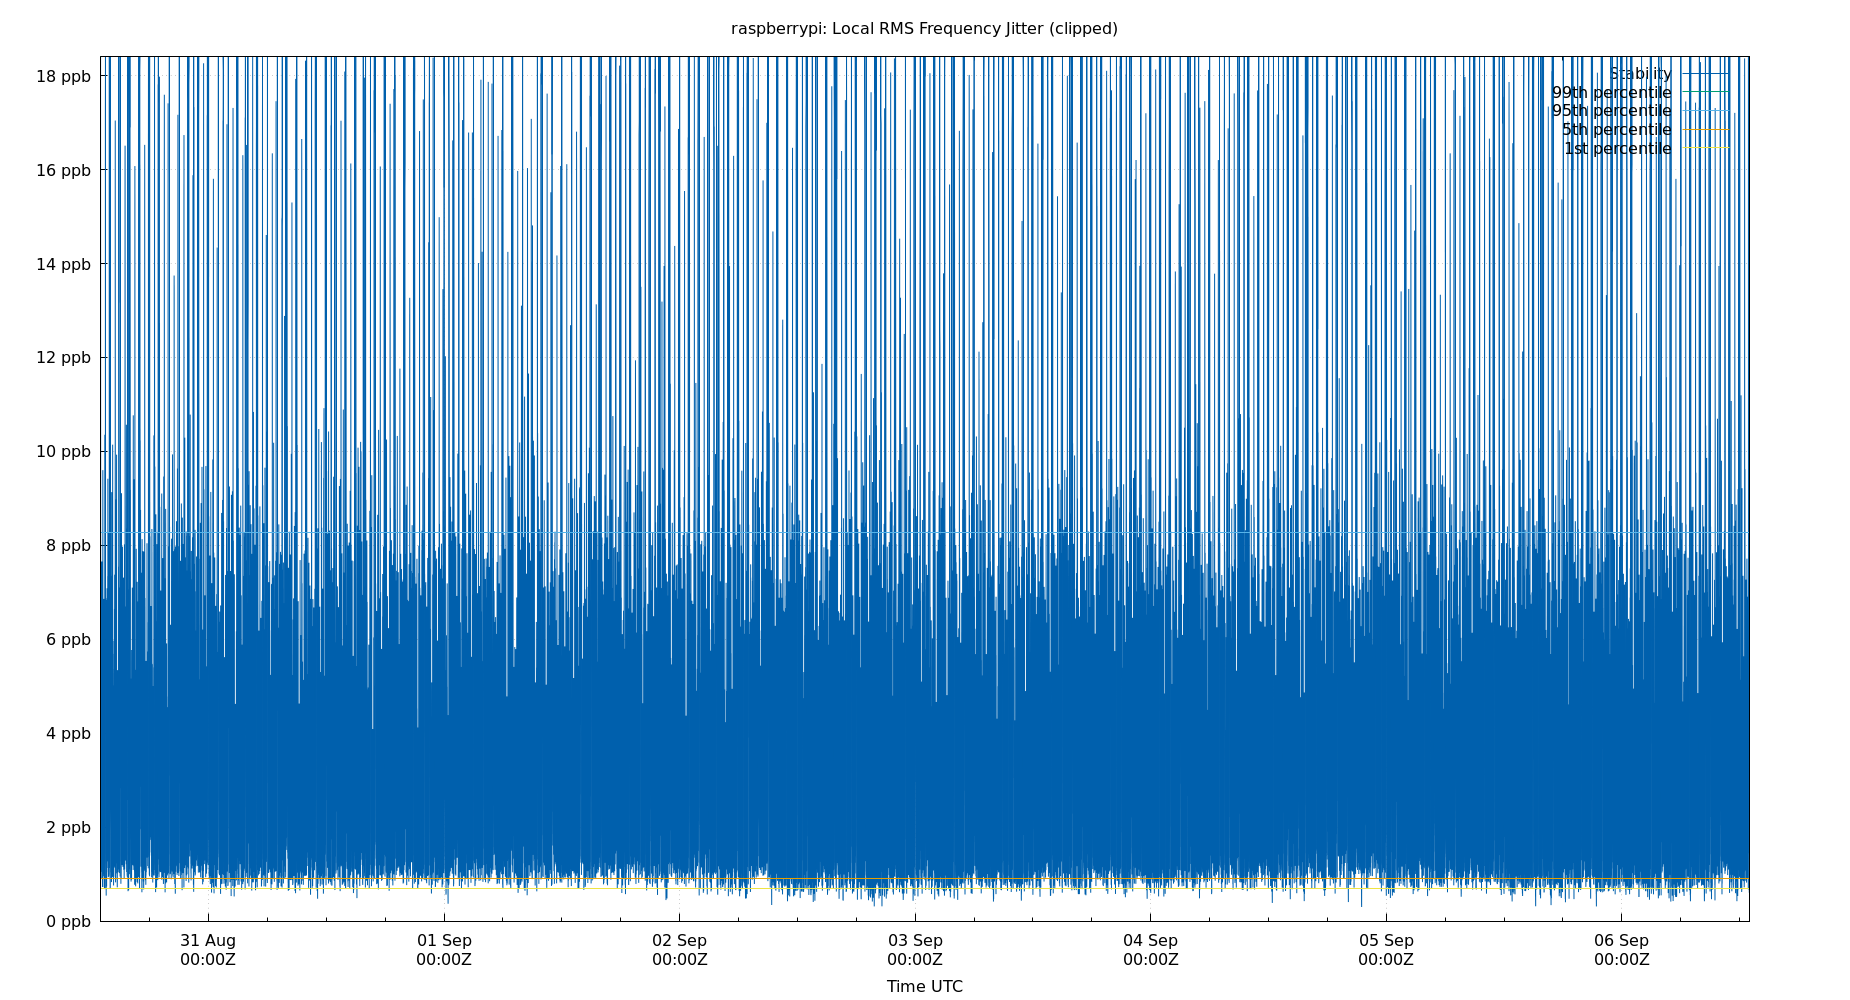 raspberrypi: Local RMS Frequency Jitter (clipped)
18 ppb
16 ppb
14 ppb
12 ppb
10 ppb
8 ppb
6 ppb
4 ppb
2 ppb
0 ppb
Stability
99th percentile
95th percentile
5th percentile
1st percentile
31 Aug 01 Sep 02 Sep 03 Sep 04 Sep 05 Sep 06 Sep
00:00Z 00:00Z 00:00Z 00:00Z 00:00Z 00:00Z 00:00Z
Time UTC